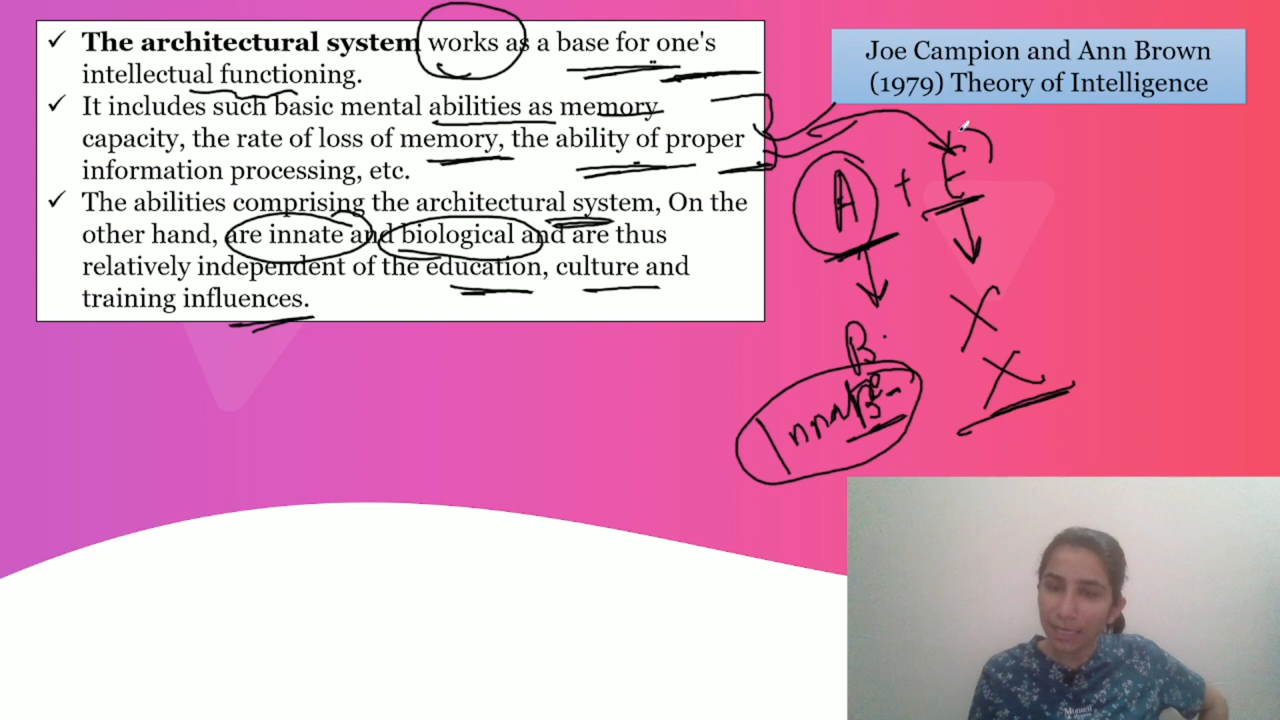 ✓ The architectural system works as a base for one's
intellectual functioning.
✓ It includes such basic mental abilities as memory
capacity, the rate of loss of memory, the ability of proper
information processing, etc.
✓ The abilities comprising the architectural system, On the
other hand, are innate and biological and are thus
relatively independent of the education, culture and
training influences.
Joe Campion and Ann Brown
(1979) Theory of Intelligence
A + E
B.